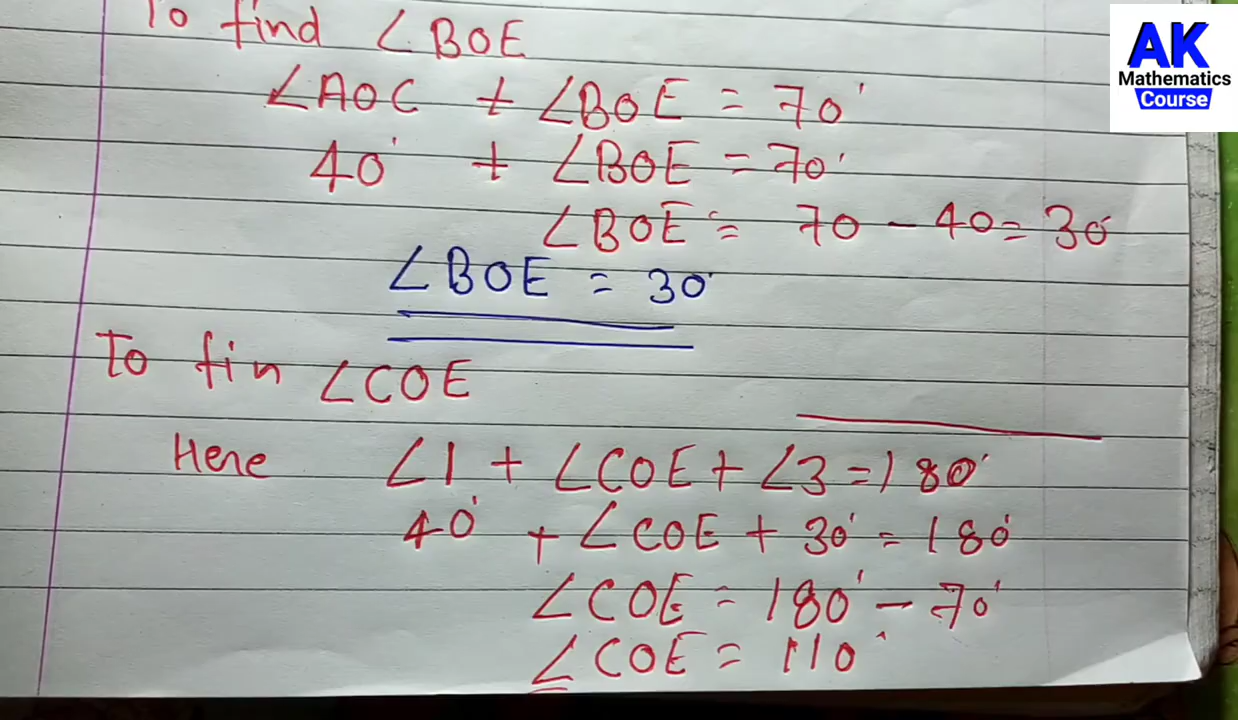 To find ∠BOE
∠AOC + ∠BOE = 70°
40° + ∠BOE = 70°
∠BOE = 70 - 40 = 30°
∠BOE = 30°
To fin ∠COE
Here ∠1 + ∠COE + ∠3 = 180°
40° + ∠COE + 30° = 180°
∠COE = 180° - 70°
∠COE = 110°
AK
Mathematics
Course